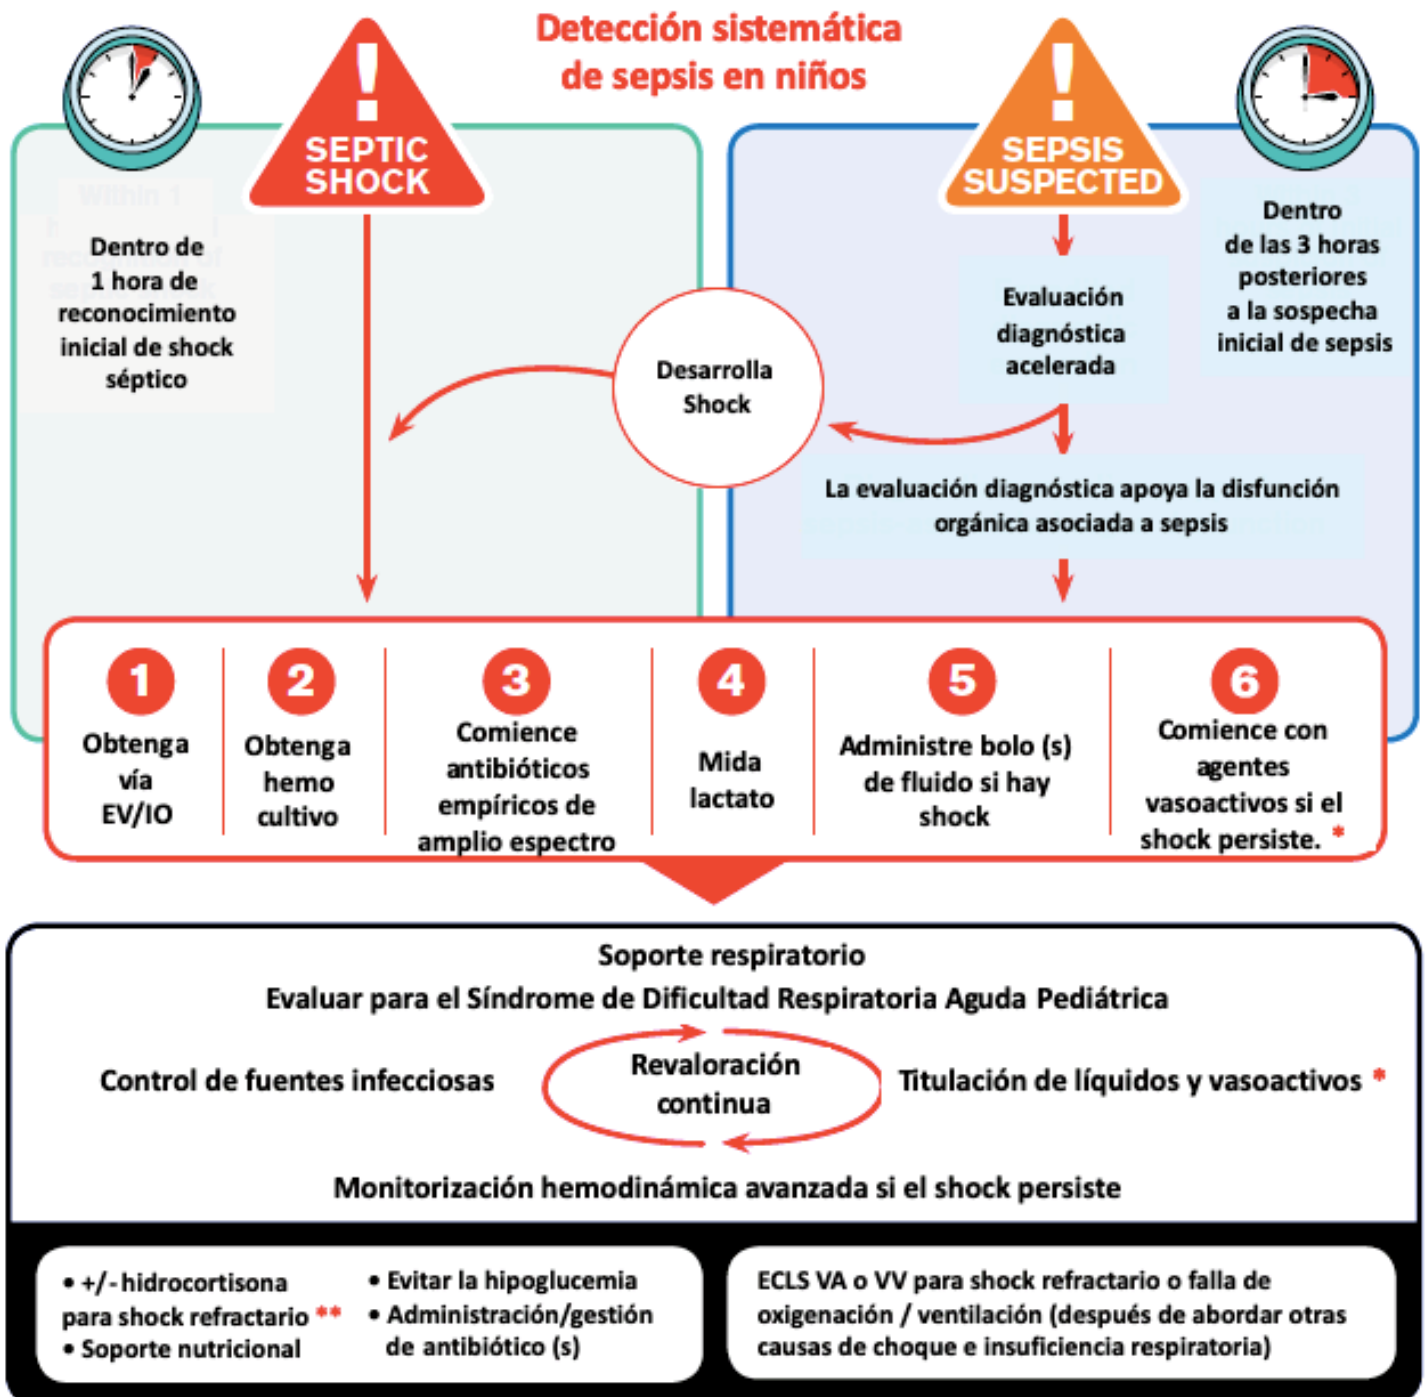 Detección sistemática
de sepsis en niños
!
SEPTIC
SHOCK
!
SEPSIS
SUSPECTED
Within 1
Dentro de
1 hora de
reconocimiento
inicial de shock
séptico
Dentro
de las 3 horas
posteriores
a la sospecha
inicial de sepsis
Evaluación
diagnóstica
acelerada
Desarrolla
Shock
La evaluación diagnóstica apoya la disfunción
orgánica asociada a sepsis
1
Obtenga
vía
EV/IO
2
Obtenga
hemo
cultivo
3
Comience
antibióticos
empíricos de
amplio espectro
4
Mida
lactato
5
Administre bolo (s)
de fluido si hay
shock
6
Comience con
agentes
vasoactivos si el
shock persiste. *
Soporte respiratorio
Evaluar para el Síndrome de Dificultad Respiratoria Aguda Pediátrica
Control de fuentes infecciosas
Revaloración
continua
Titulación de líquidos y vasoactivos *
Monitorización hemodinámica avanzada si el shock persiste
• +/- hidrocortisona
para shock refractario **
• Soporte nutricional
• Evitar la hipoglucemia
• Administración/gestión
de antibiótico (s)
ECLS VA o VV para shock refractario o falla de
oxigenación / ventilación (después de abordar otras
causas de choque e insuficiencia respiratoria)